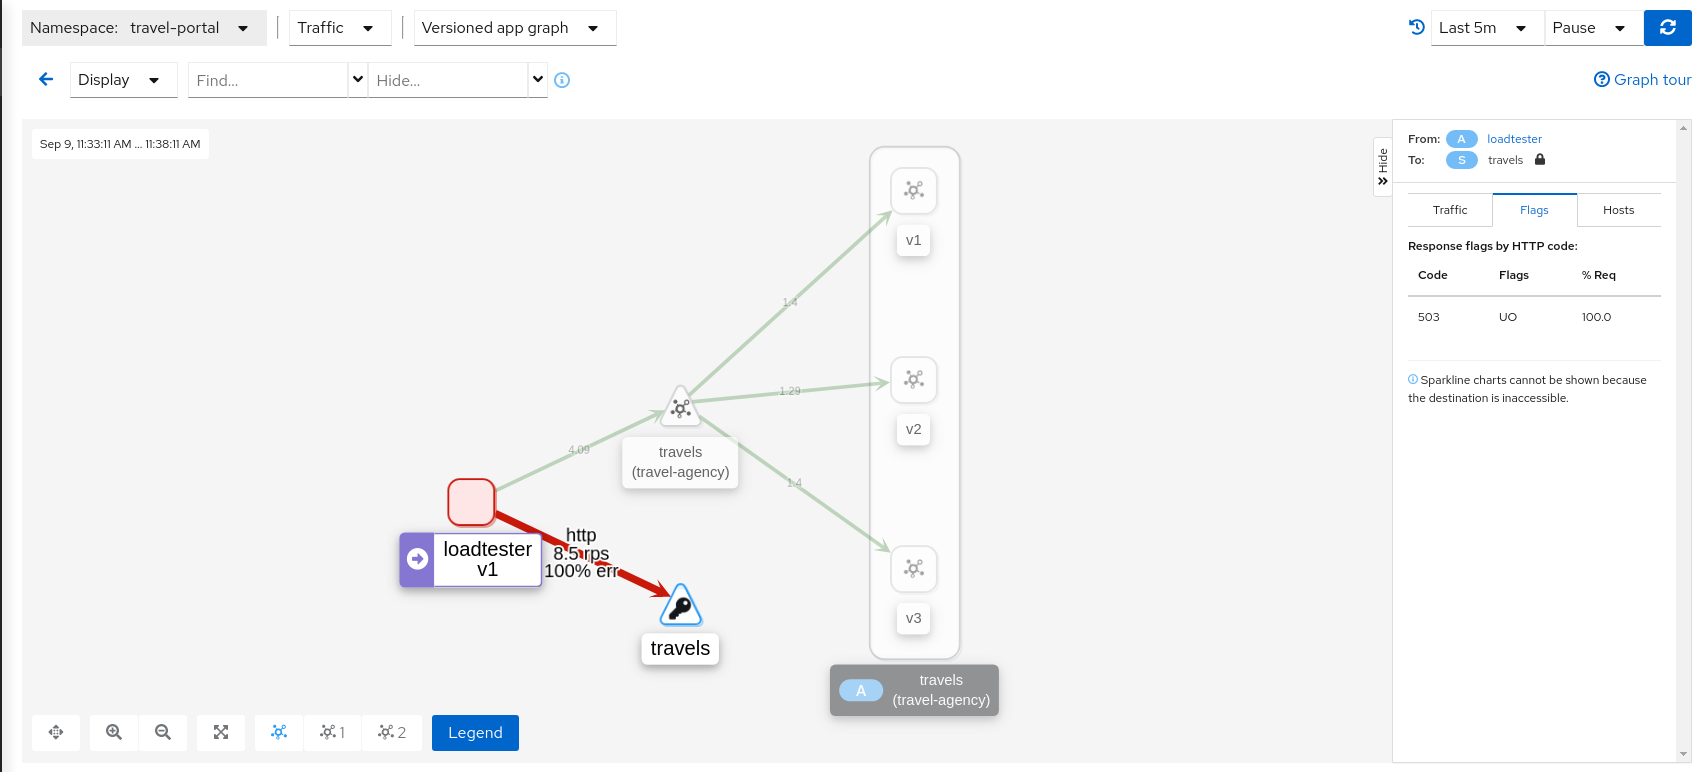 Namespace: travel-portal
Traffic
Versioned app graph
Last 5m
Pause
Display
Find...
Hide...
Graph tour
Sep 9, 11:33:11 AM ... 11:38:11 AM
Hide
v1
1.4
1.29
v2
4.09
travels
(travel-agency)
1.4
http
8.5 rps
100% err
loadtester
v1
v3
travels
A
travels
(travel-agency)
1
2
Legend
From: A loadtester
To: S travels
Traffic
Flags
Hosts
Response flags by HTTP code:
Code Flags % Req
503 UO 100.0
Sparkline charts cannot be shown because
the destination is inaccessible.